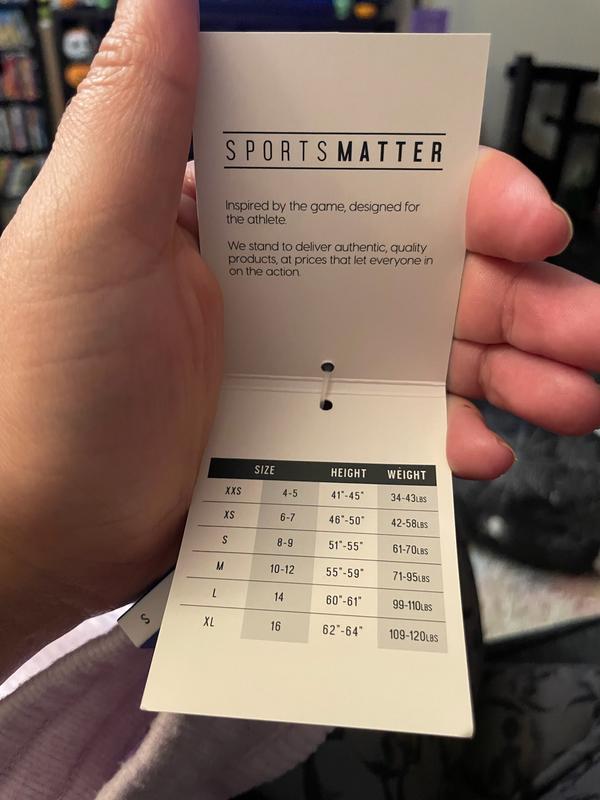 SPORTSMATTER
Inspired by the game, designed for
the athlete.
We stand to deliver authentic, quality
products, at prices that let everyone in
on the action.
SIZE HEIGHT WEIGHT
XXS 4-5 41"-45" 34-43LBS
XS 6-7 46"-50" 42-58LBS
S 8-9 51"-55" 61-70LBS
M 10-12 55"-59" 71-95LBS
L 14 60"-61" 99-110LBS
XL 16 62"-64" 109-120LBS
S